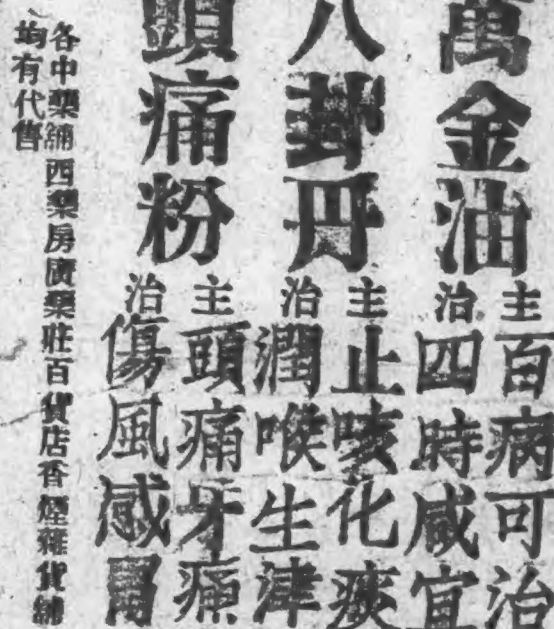 萬金油
主治
百病可治
四時咸宜
八卦丹
主治
止咳化痰
潤喉生津
頭痛粉
主治
頭痛牙痛
傷風感冒
各中藥舖西藥房廣藥莊百貨店香煙雜貨舖
均有代售